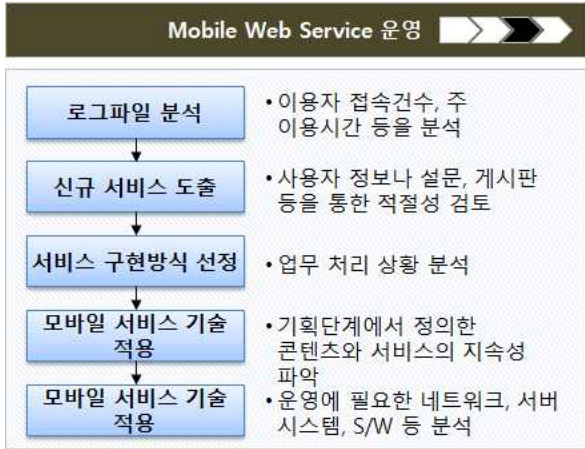 Mobile Web Service 운영
로그파일 분석
• 이용자 접속건수, 주
이용시간 등을 분석
신규 서비스 도출
• 사용자 정보나 설문, 게시판
등을 통한 적절성 검토
서비스 구현방식 선정
• 업무 처리 상황 분석
모바일 서비스 기술
적용
• 기획단계에서 정의한
콘텐츠와 서비스의 지속성
파악
모바일 서비스 기술
적용
• 운영에 필요한 네트워크, 서버
시스템, S/W 등 분석